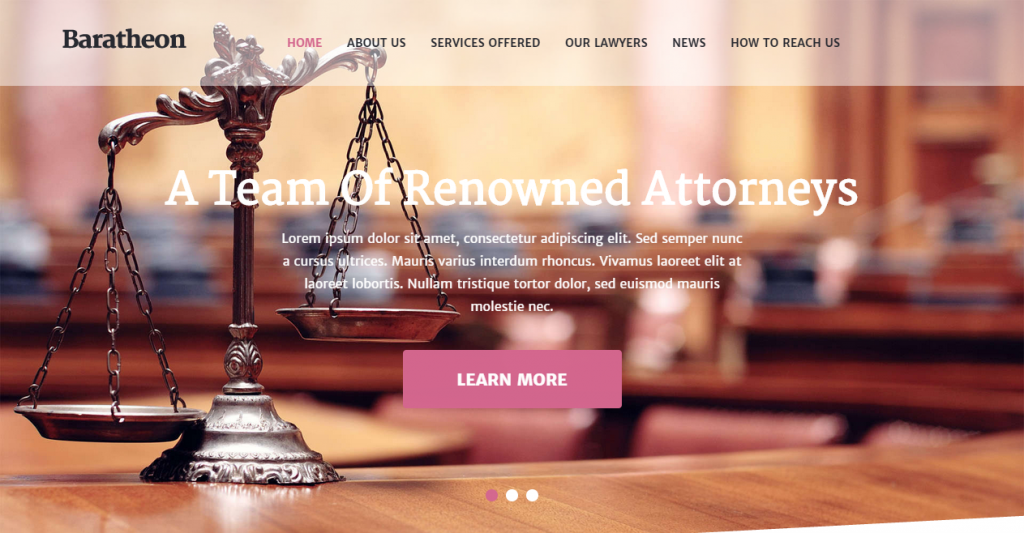 Baratheon
HOME ABOUT US SERVICES OFFERED OUR LAWYERS NEWS HOW TO REACH US
A Team Of Renowned Attorneys
Lorem ipsum dolor sit amet, consectetur adipiscing elit. Sed semper nunc
a cursus ultrices. Mauris varius interdum rhoncus. Vivamus laoreet elit at
laoreet lobortis. Nullam tristique tortor dolor, sed euismod mauris
molestie nec.
LEARN MORE